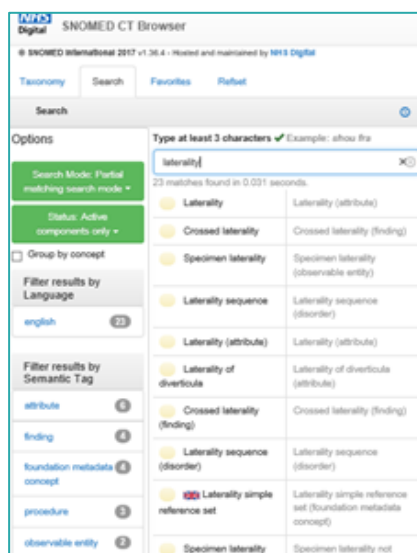 NHS
Digital SNOMED CT Browser
© SNOMED International 2017 v1.36.4 - Hosted and maintained by NHS Digital
Taxonomy Search Favorites Refset
Search
Options
Search Mode: Partial
matching search mode
Status: Active
components only
Group by concept
Filter results by
Language
english 23
Filter results by
Semantic Tag
attribute 6
finding 4
foundation metadata 4
concept
procedure 3
observable entity 2
Type at least 3 characters ✔ Example: shou fra
laterality
23 matches found in 0.031 seconds.
Laterality Laterality (attribute)
Crossed laterality Crossed laterality (finding)
Specimen laterality Specimen laterality
(observable entity)
Laterality sequence Laterality sequence
(disorder)
Laterality (attribute) Laterality (attribute)
Laterality of Laterality of diverticula
diverticula (attribute)
Crossed laterality Crossed laterality (finding)
(finding)
Laterality sequence Laterality sequence
(disorder) (disorder)
Laterality simple Laterality simple reference
reference set set (foundation metadata
concept)
Specimen laterality Specimen laterality not